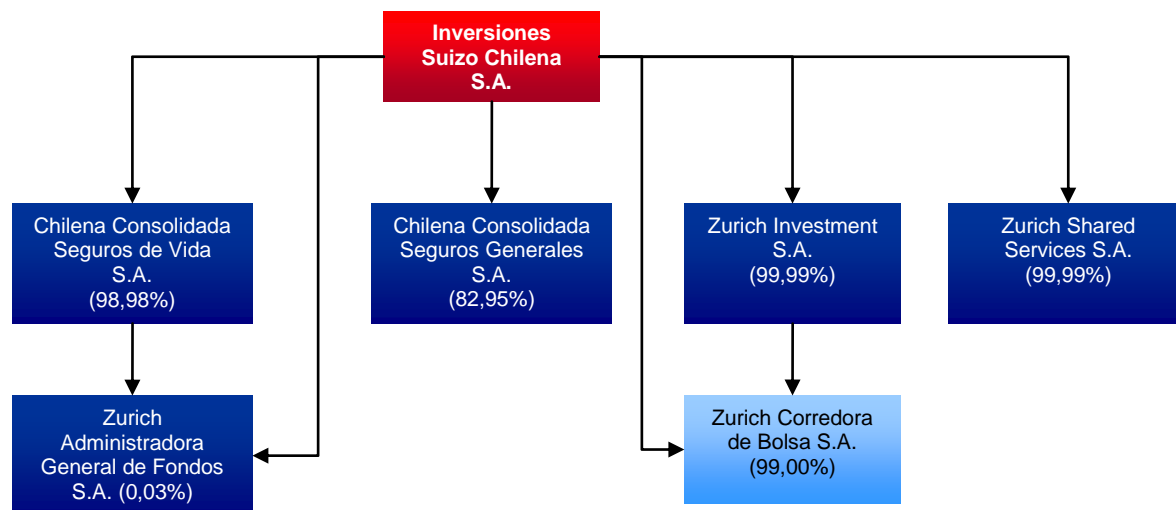 Inversiones
Suizo Chilena
S.A.
Chilena Consolidada
Seguros de Vida
S.A.
(98,98%)
Chilena Consolidada
Seguros Generales
S.A.
(82,95%)
Zurich Investment
S.A.
(99,99%)
Zurich Shared
Services S.A.
(99,99%)
Zurich
Administradora
General de Fondos
S.A. (0,03%)
Zurich Corredora
de Bolsa S.A.
(99,00%)